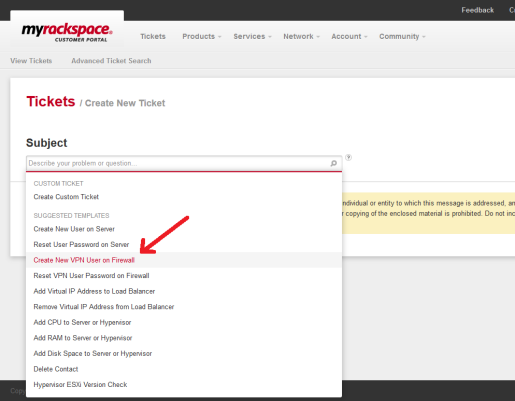 Feedback
myrackspace.
CUSTOMER PORTAL
Tickets Products Services Network Account Community
View Tickets Advanced Ticket Search
Tickets / Create New Ticket
Subject
Describe your problem or question...
CUSTOM TICKET
Create Custom Ticket
individual or entity to which this message is addressed,
copying of the enclosed material is prohibited. Do not
SUGGESTED TEMPLATES
Create New User on Server
Reset User Password on Server
Create New VPN User on Firewall
Reset VPN User Password on Firewall
Add Virtual IP Address to Load Balancer
Remove Virtual IP Address from Load Balancer
Add CPU to Server or Hypervisor
Add RAM to Server or Hypervisor
Add Disk Space to Server or Hypervisor
Delete Contact
Hypervisor ESXi Version Check